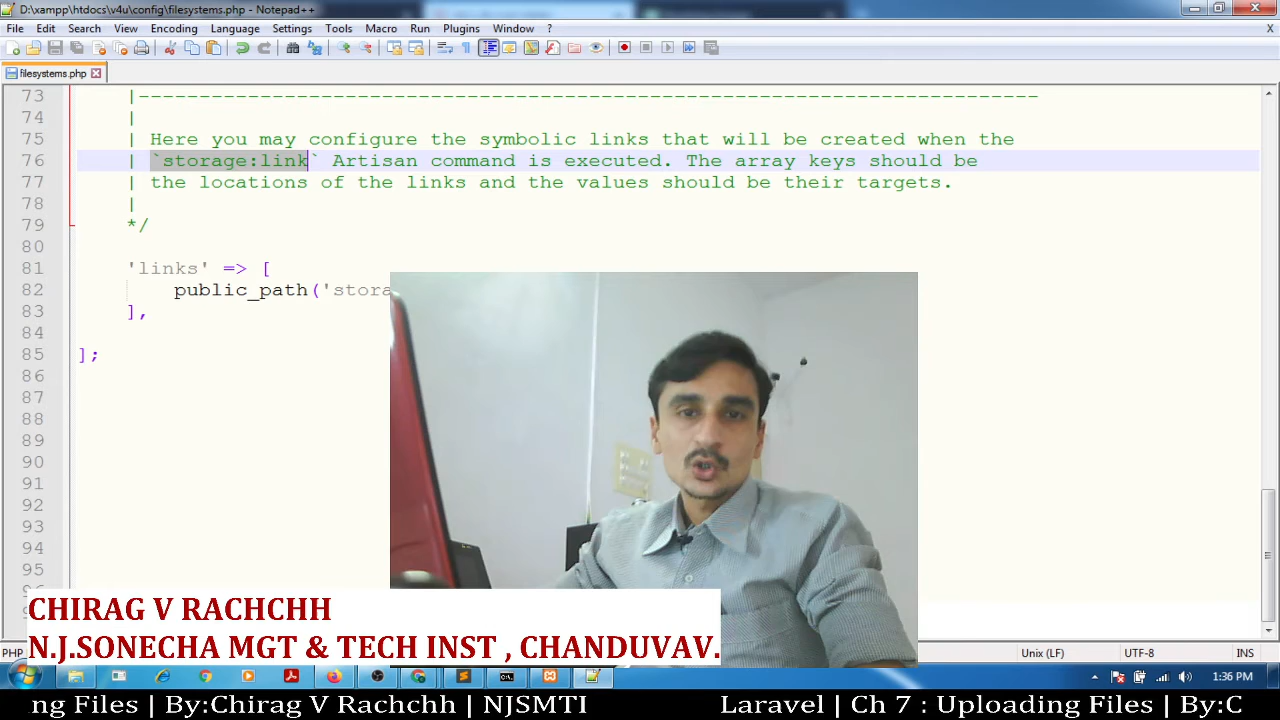 D:\xampp\htdocs\v4u\config\filesystems.php - Notepad++
File Edit Search View Encoding Language Settings Tools Macro Run Plugins Window ?
X
filesystems.php
73 |--------------------------------------------------------------------------
74 |
75 | Here you may configure the symbolic links that will be created when the
76 | `storage:link` Artisan command is executed. The array keys should be
77 | the locations of the links and the values should be their targets.
78 |
79 */
80
81 'links' => [
82 public_path('stora
83 ],
84
85 ];
86
87
88
89
90
91
92
93
94
95
CHIRAG V RACHCHH
N.J.SONECHA MGT & TECH INST , CHANDUVAV.
PHP Unix (LF) UTF-8 INS
1:36 PM
ng Files | By:Chirag V Rachchh | NJSMTI Laravel | Ch 7 : Uploading Files | By:C